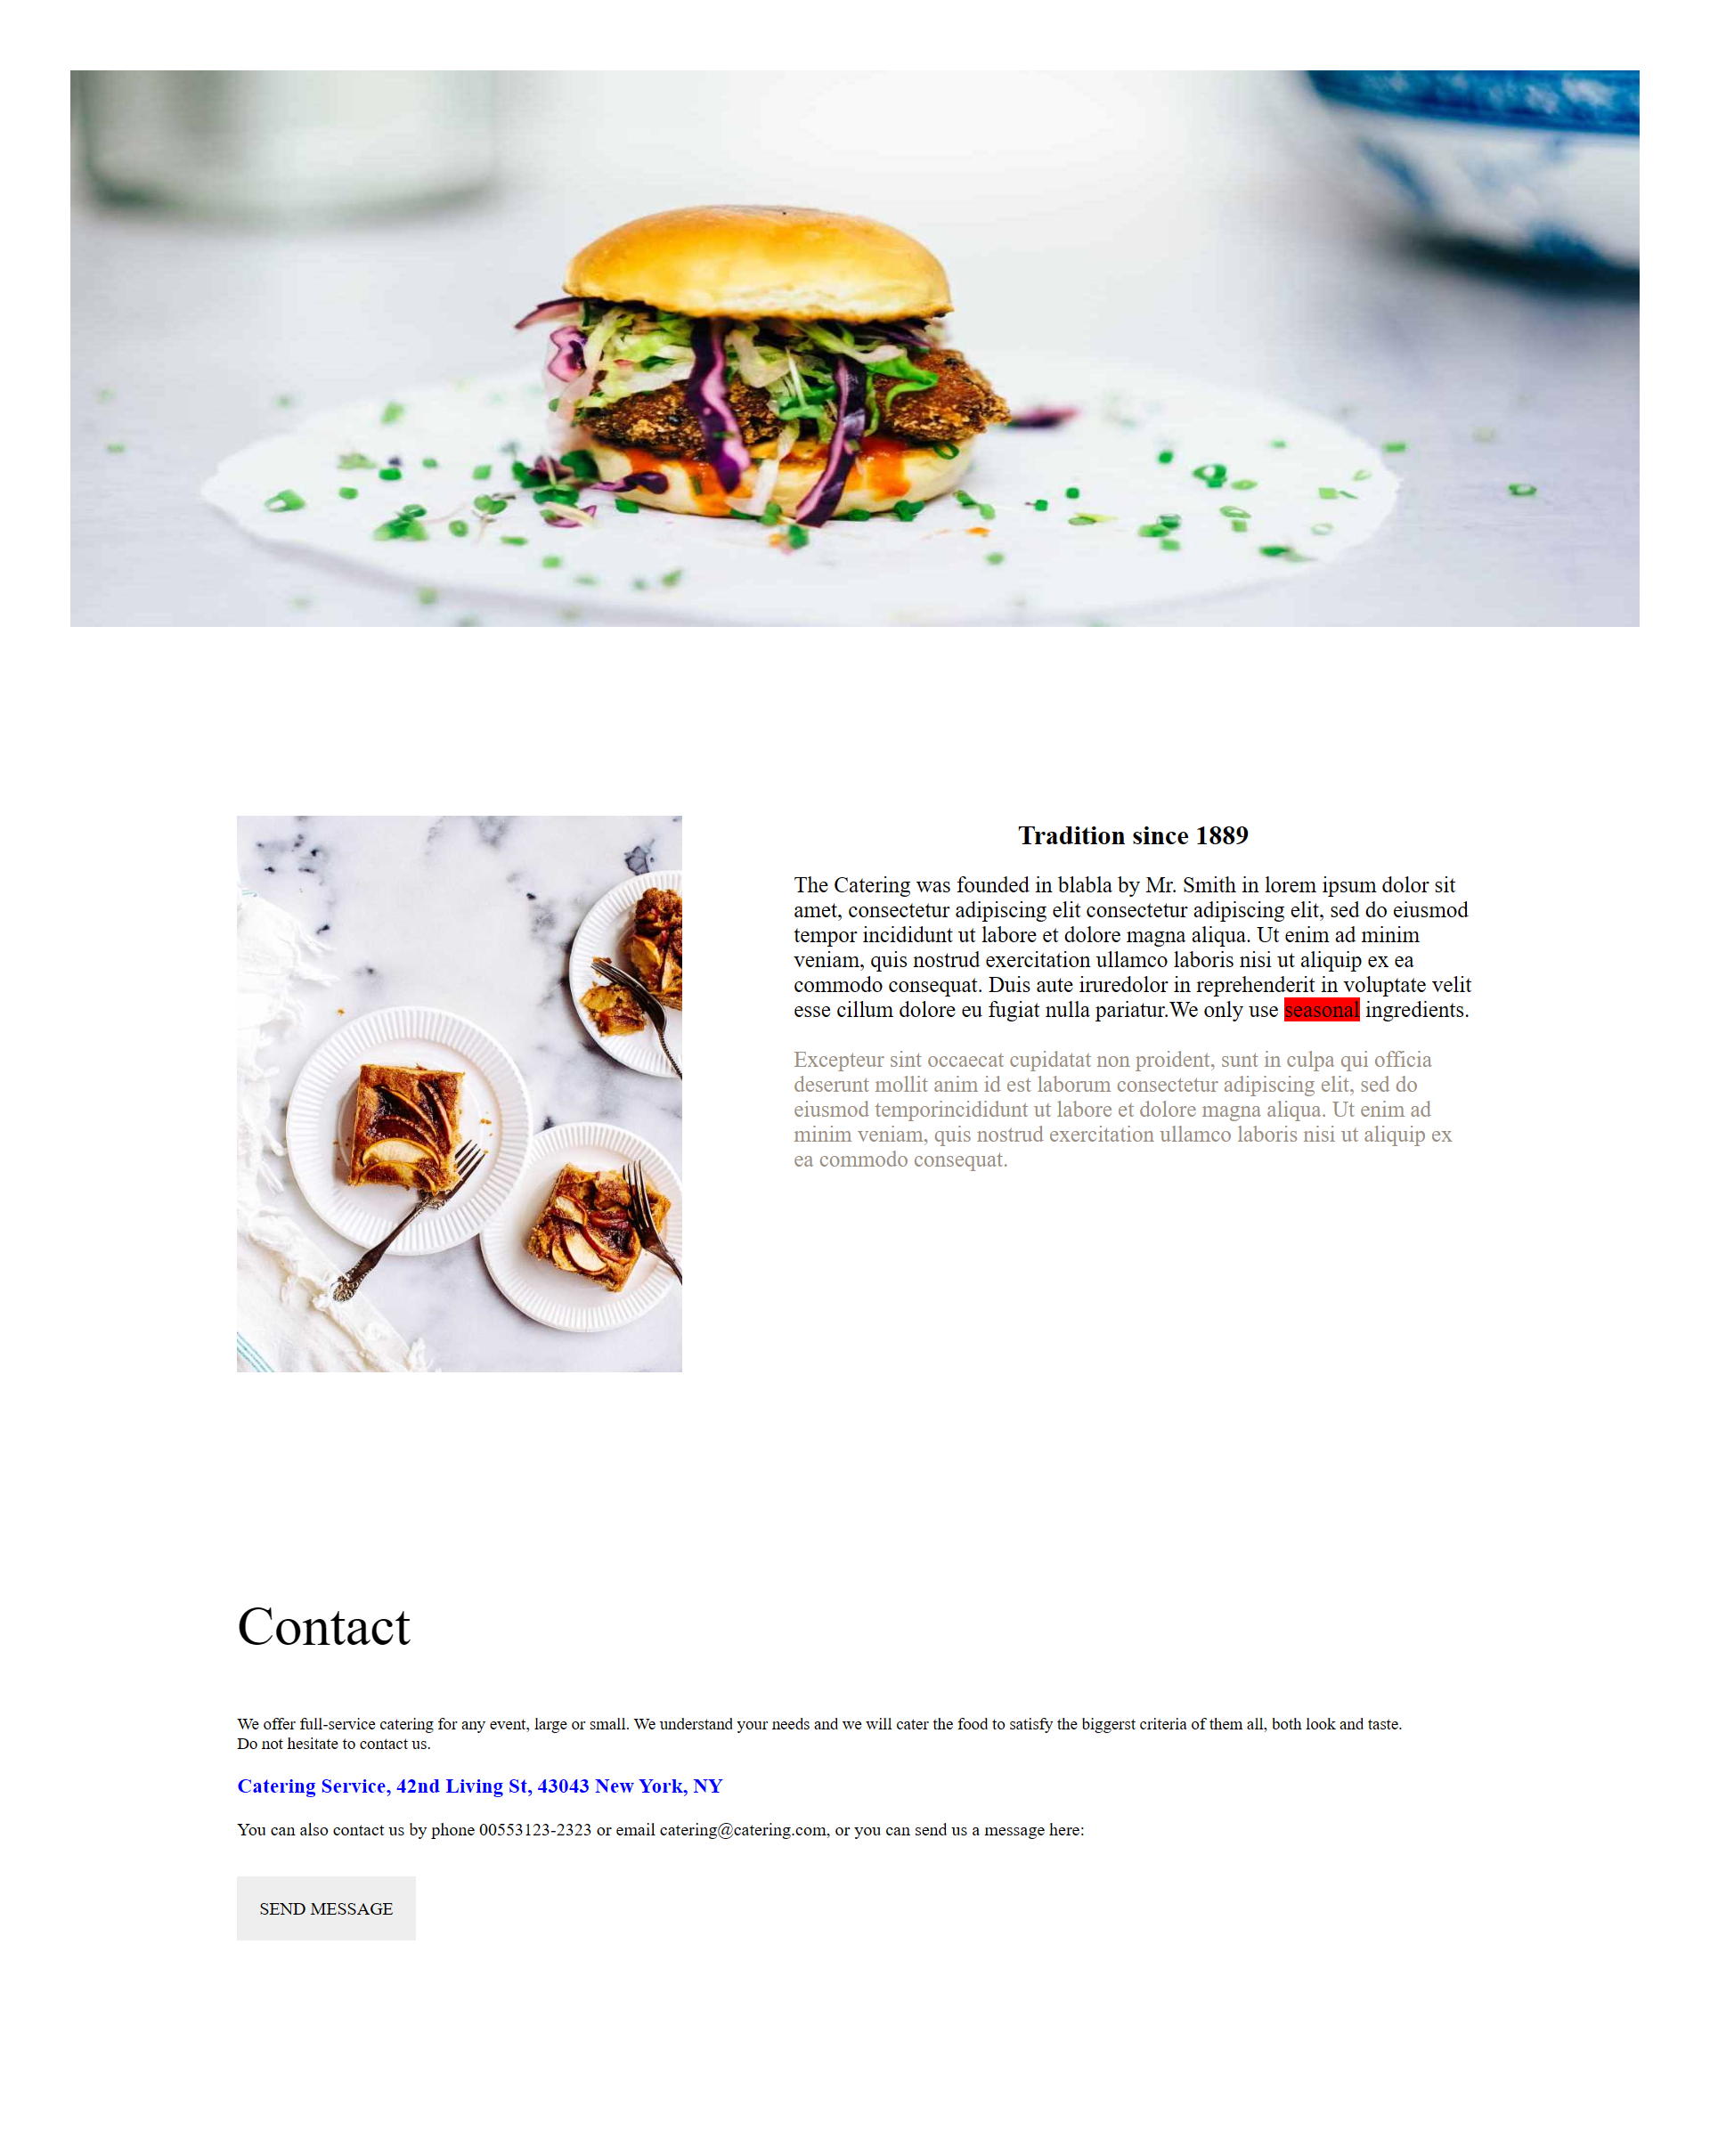 Tradition since 1889
The Catering was founded in blabla by Mr. Smith in lorem ipsum dolor sit
amet, consectetur adipiscing elit consectetur adipiscing elit, sed do eiusmod
tempor incididunt ut labore et dolore magna aliqua. Ut enim ad minim
veniam, quis nostrud exercitation ullamco laboris nisi ut aliquip ex ea
commodo consequat. Duis aute iruredolor in reprehenderit in voluptate velit
esse cillum dolore eu fugiat nulla pariatur.We only use seasonal ingredients.
Excepteur sint occaecat cupidatat non proident, sunt in culpa qui officia
deserunt mollit anim id est laborum consectetur adipiscing elit, sed do
eiusmod temporincididunt ut labore et dolore magna aliqua. Ut enim ad
minim veniam, quis nostrud exercitation ullamco laboris nisi ut aliquip ex
ea commodo consequat.
Contact
We offer full-service catering for any event, large or small. We understand your needs and we will cater the food to satisfy the biggerst criteria of them all, both look and taste.
Do not hesitate to contact us.
Catering Service, 42nd Living St, 43043 New York, NY
You can also contact us by phone 00553123-2323 or email catering@catering.com, or you can send us a message here:
SEND MESSAGE